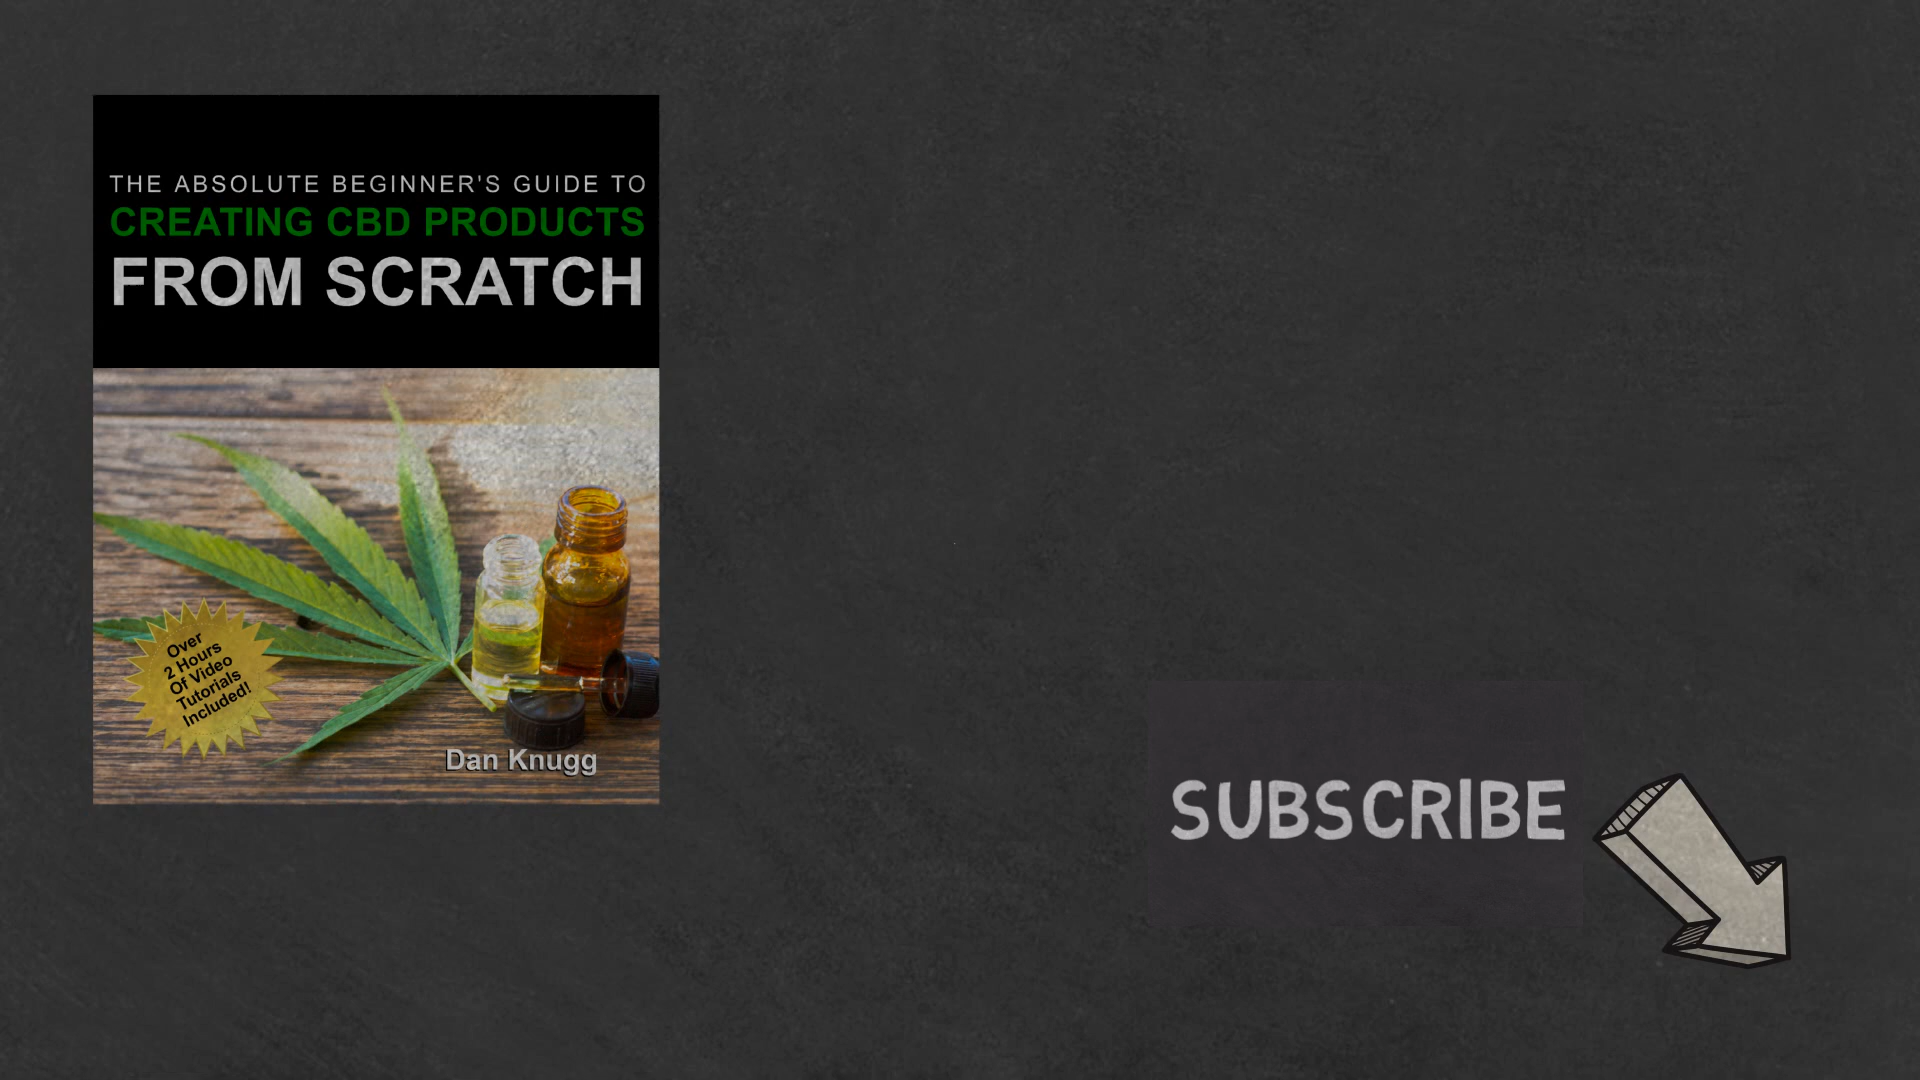 THE ABSOLUTE BEGINNER'S GUIDE TO
CREATING CBD PRODUCTS
FROM SCRATCH
Over
2 Hours
Of Video
Tutorials
Included!
Dan Knugg
SUBSCRIBE